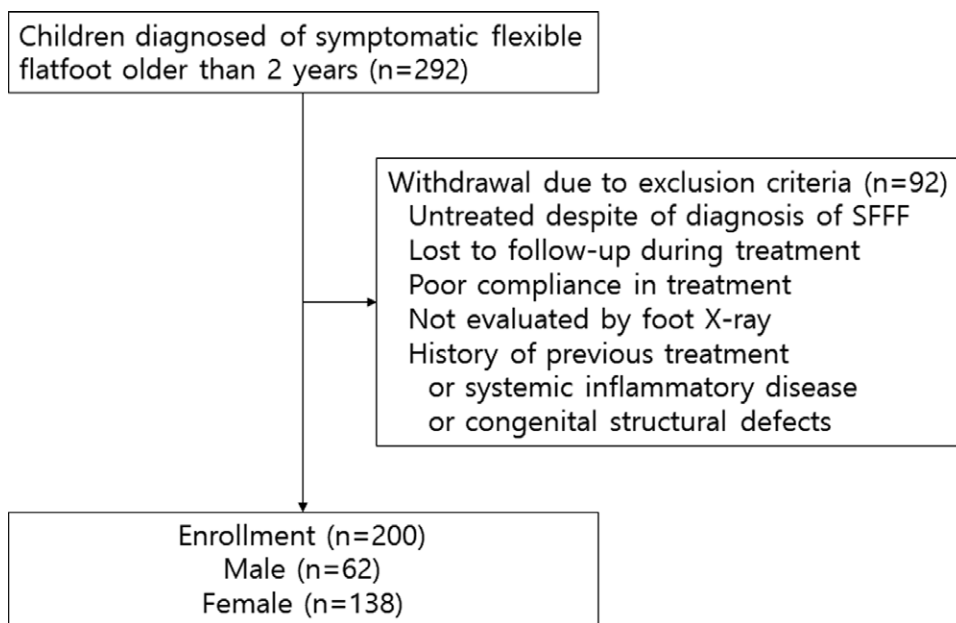 Children diagnosed of symptomatic flexible
flatfoot older than 2 years (n=292)
Withdrawal due to exclusion criteria (n=92)
Untreated despite of diagnosis of SFFF
Lost to follow-up during treatment
Poor compliance in treatment
Not evaluated by foot X-ray
History of previous treatment
or systemic inflammatory disease
or congenital structural defects
Enrollment (n=200)
Male (n=62)
Female (n=138)